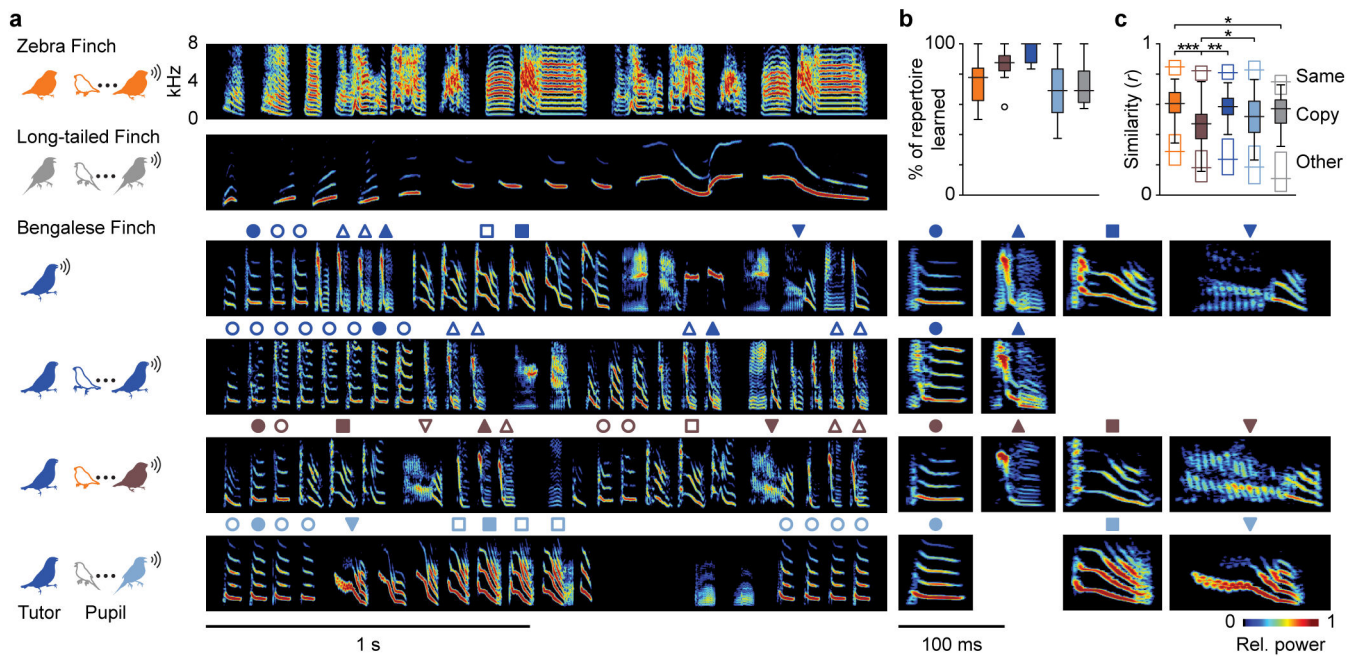 a
Zebra Finch
8
4
0
kHz
Long-tailed Finch
Bengalese Finch
Tutor
Pupil
1 s
100 ms
0
1
Rel. power
b
100
0
% of repertoire
learned
c
*
*
*** **
1
0
Similarity (r)
Same
Copy
Other